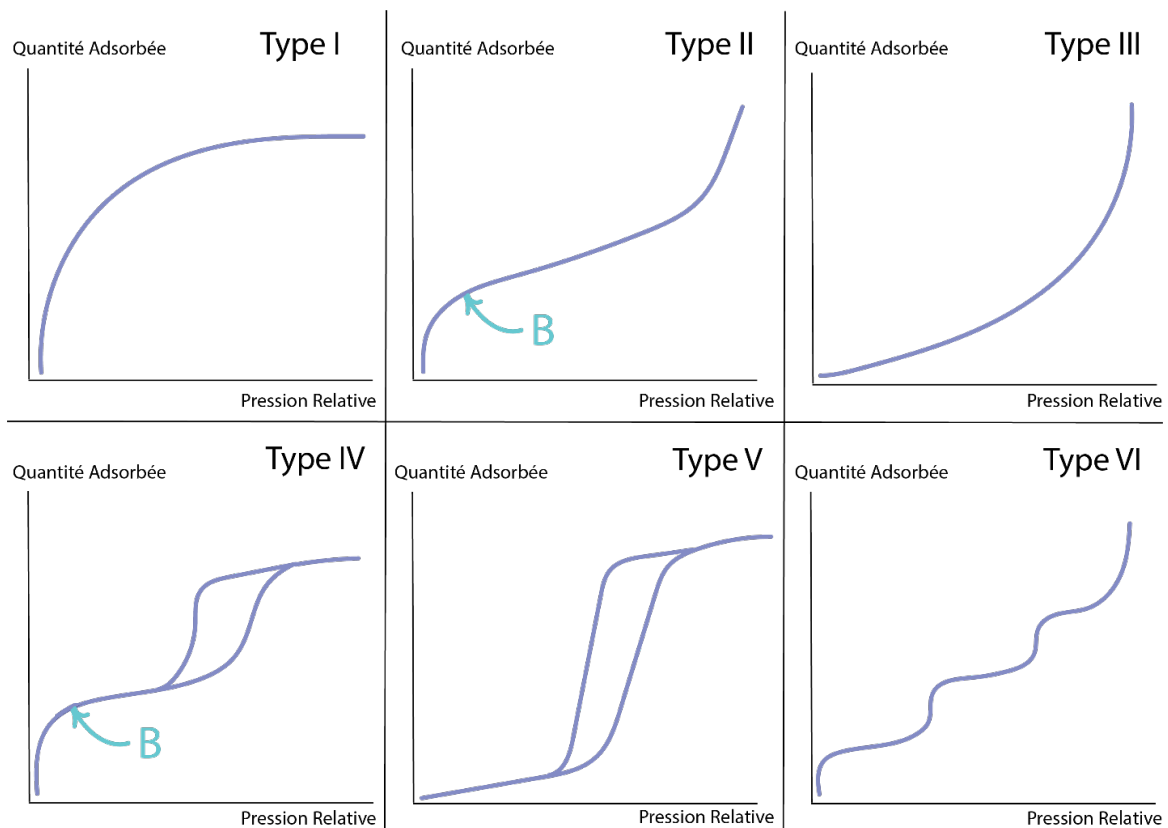 Quantité Adsorbée
Type I
Pression Relative
Quantité Adsorbée
Type II
B
Pression Relative
Quantité Adsorbée
Type III
Pression Relative
Quantité Adsorbée
Type IV
B
Pression Relative
Quantité Adsorbée
Type V
Pression Relative
Quantité Adsorbée
Type VI
Pression Relative